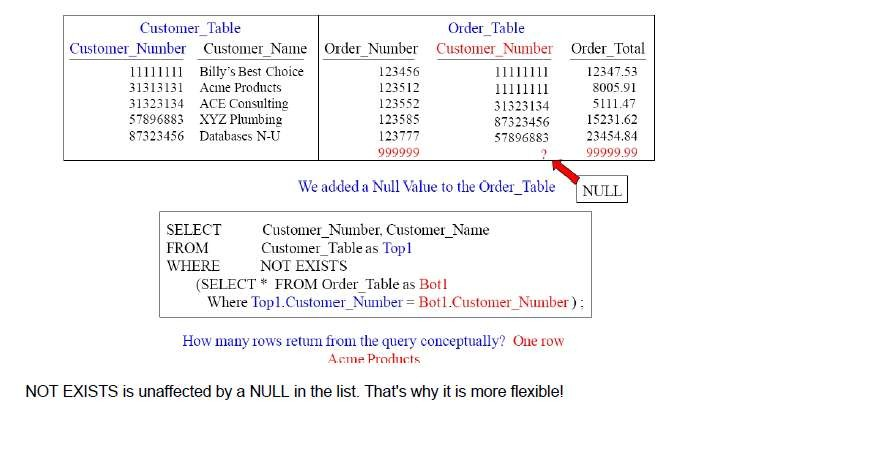 Customer_Table Order_Table
Customer_Number Customer_Name Order_Number Customer_Number Order_Total
11111111 Billy's Best Choice 123456 11111111 12347.53
31313131 Acme Products 123512 11111111 8005.91
31323134 ACE Consulting 123552 31323134 5111.47
57896883 XYZ Plumbing 123585 87323456 15231.62
87323456 Databases N-U 123777 57896883 23454.84
999999 ? 99999.99
We added a Null Value to the Order_Table NULL
SELECT Customer_Number, Customer_Name
FROM Customer_Table as Top1
WHERE NOT EXISTS
(SELECT * FROM Order_Table as Bot1
Where Top1.Customer_Number = Bot1.Customer_Number ) ;
How many rows return from the query conceptually? One row
Acme Products
NOT EXISTS is unaffected by a NULL in the list. That's why it is more flexible!